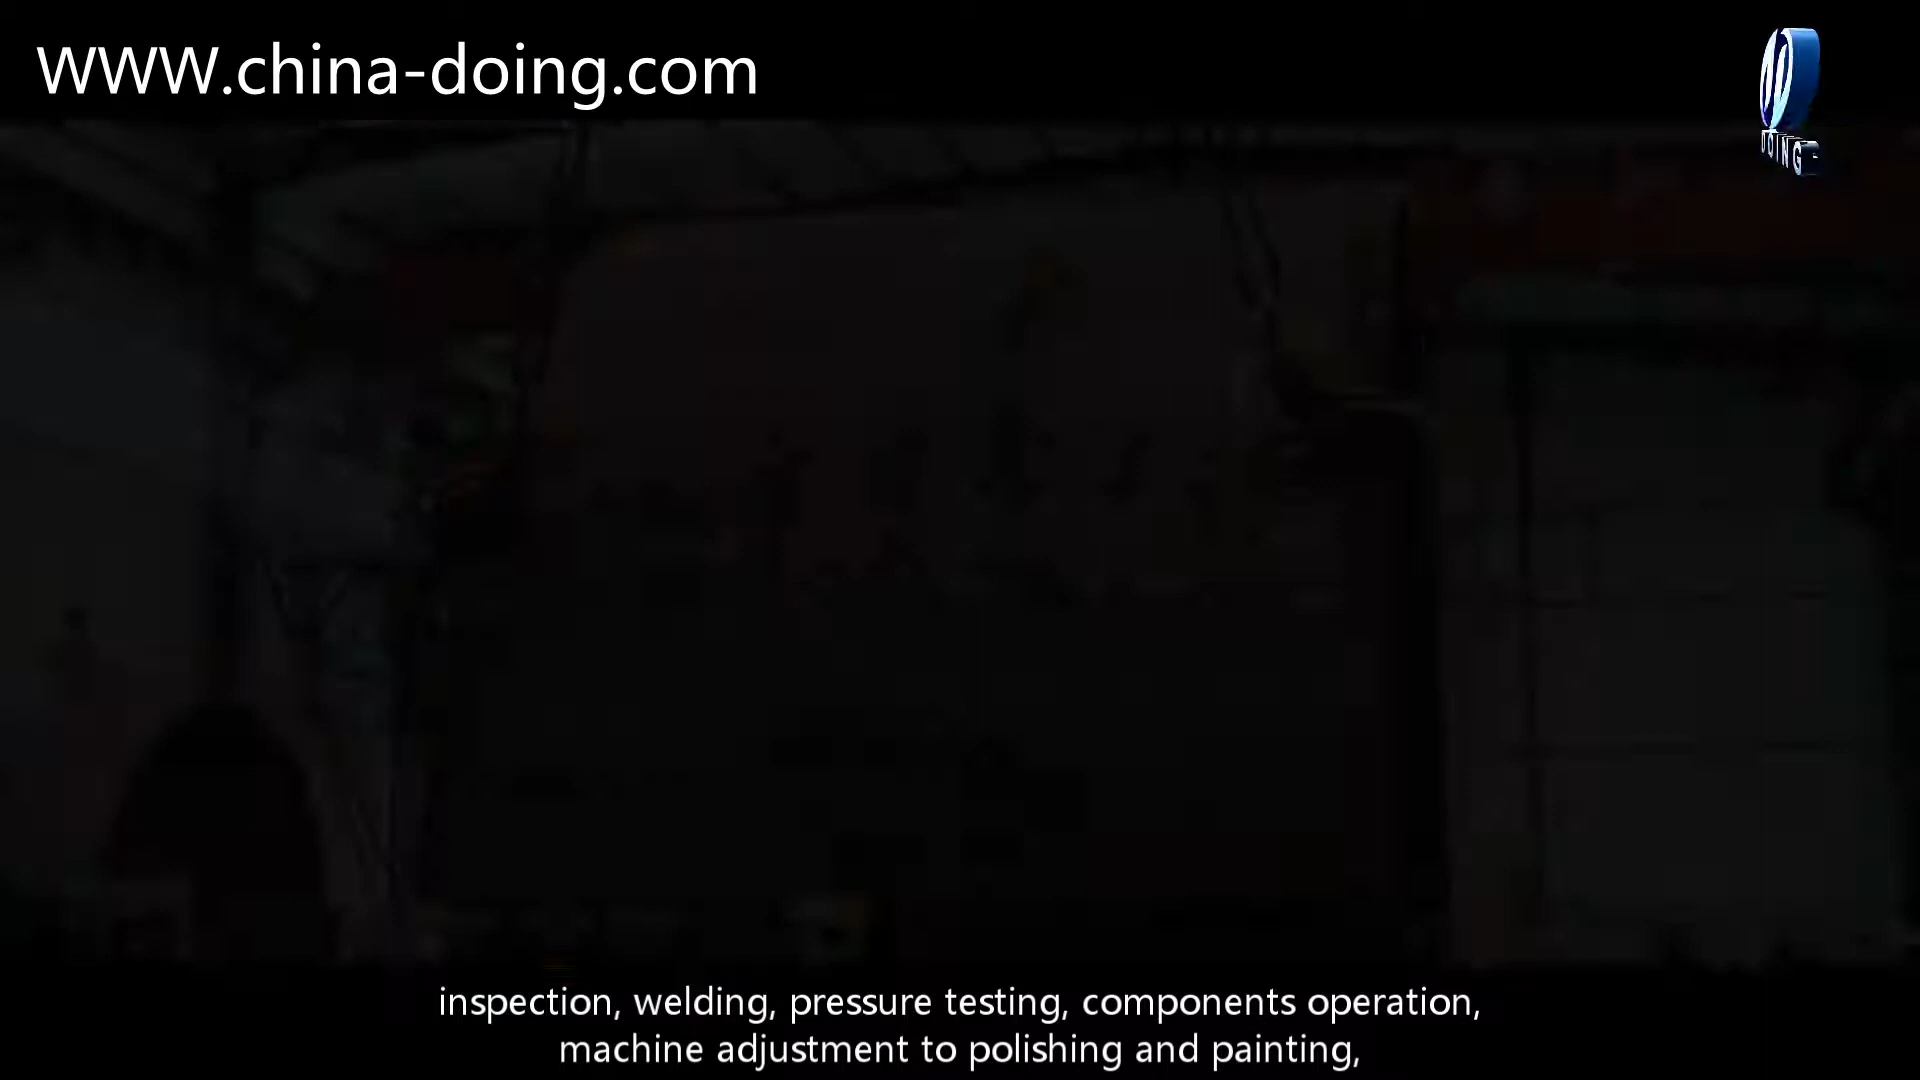 WWW.china-doing.com
DOING
inspection, welding, pressure testing, components operation,
machine adjustment to polishing and painting,